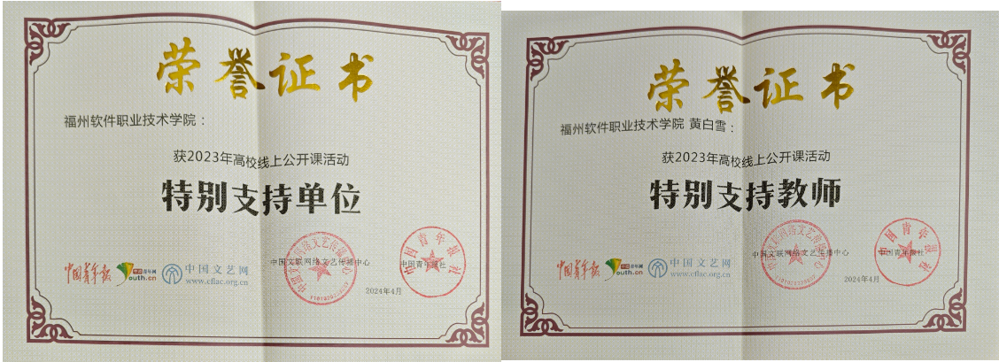 荣誉证书
福州软件职业技术学院：
获2023年高校线上公开课活动
特别支持单位
中国青年报
中国青年网
Youth.cn
中国文艺网
www.cflac.org.cn
中国文联网络文艺传播中心
中国青年报社
2024年4月
荣誉证书
福州软件职业技术学院 黄白雪：
获2023年高校线上公开课活动
特别支持教师
中国青年报
中国青年网
Youth.cn
中国文艺网
www.cflac.org.cn
中国文联网络文艺传播中心
中国青年报社
2024年4月